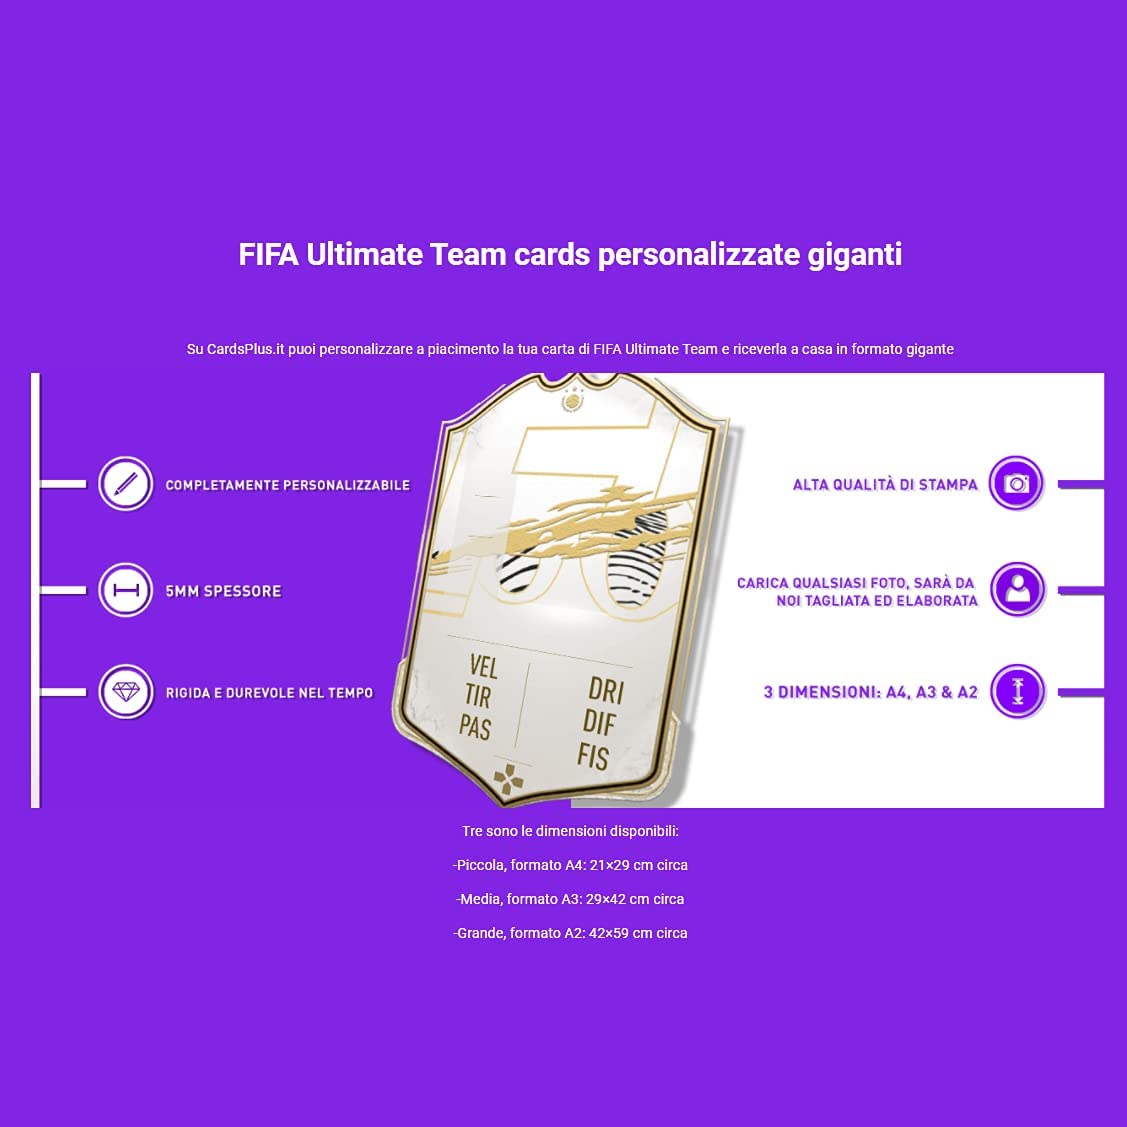 FIFA Ultimate Team cards personalizzate giganti
Su CardsPlus.it puoi personalizzare a piacimento la tua carta di FIFA Ultimate Team e riceverla a casa in formato gigante
COMPLETAMENTE PERSONALIZZABILE
5MM SPESSORE
RIGIDA E DUREVOLE NEL TEMPO
VEL
TIR
PAS
DRI
DIF
FIS
ALTA QUALITÀ DI STAMPA
CARICA QUALSIASI FOTO, SARÀ DA
NOI TAGLIATA ED ELABORATA
3 DIMENSIONI: A4, A3 & A2
Tre sono le dimensioni disponibili:
-Piccola, formato A4: 21×29 cm circa
-Media, formato A3: 29×42 cm circa
-Grande, formato A2: 42×59 cm circa